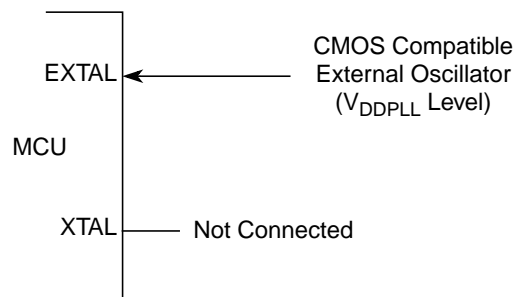 EXTAL
CMOS Compatible
External Oscillator
(VDDPLL Level)
MCU
XTAL
Not Connected